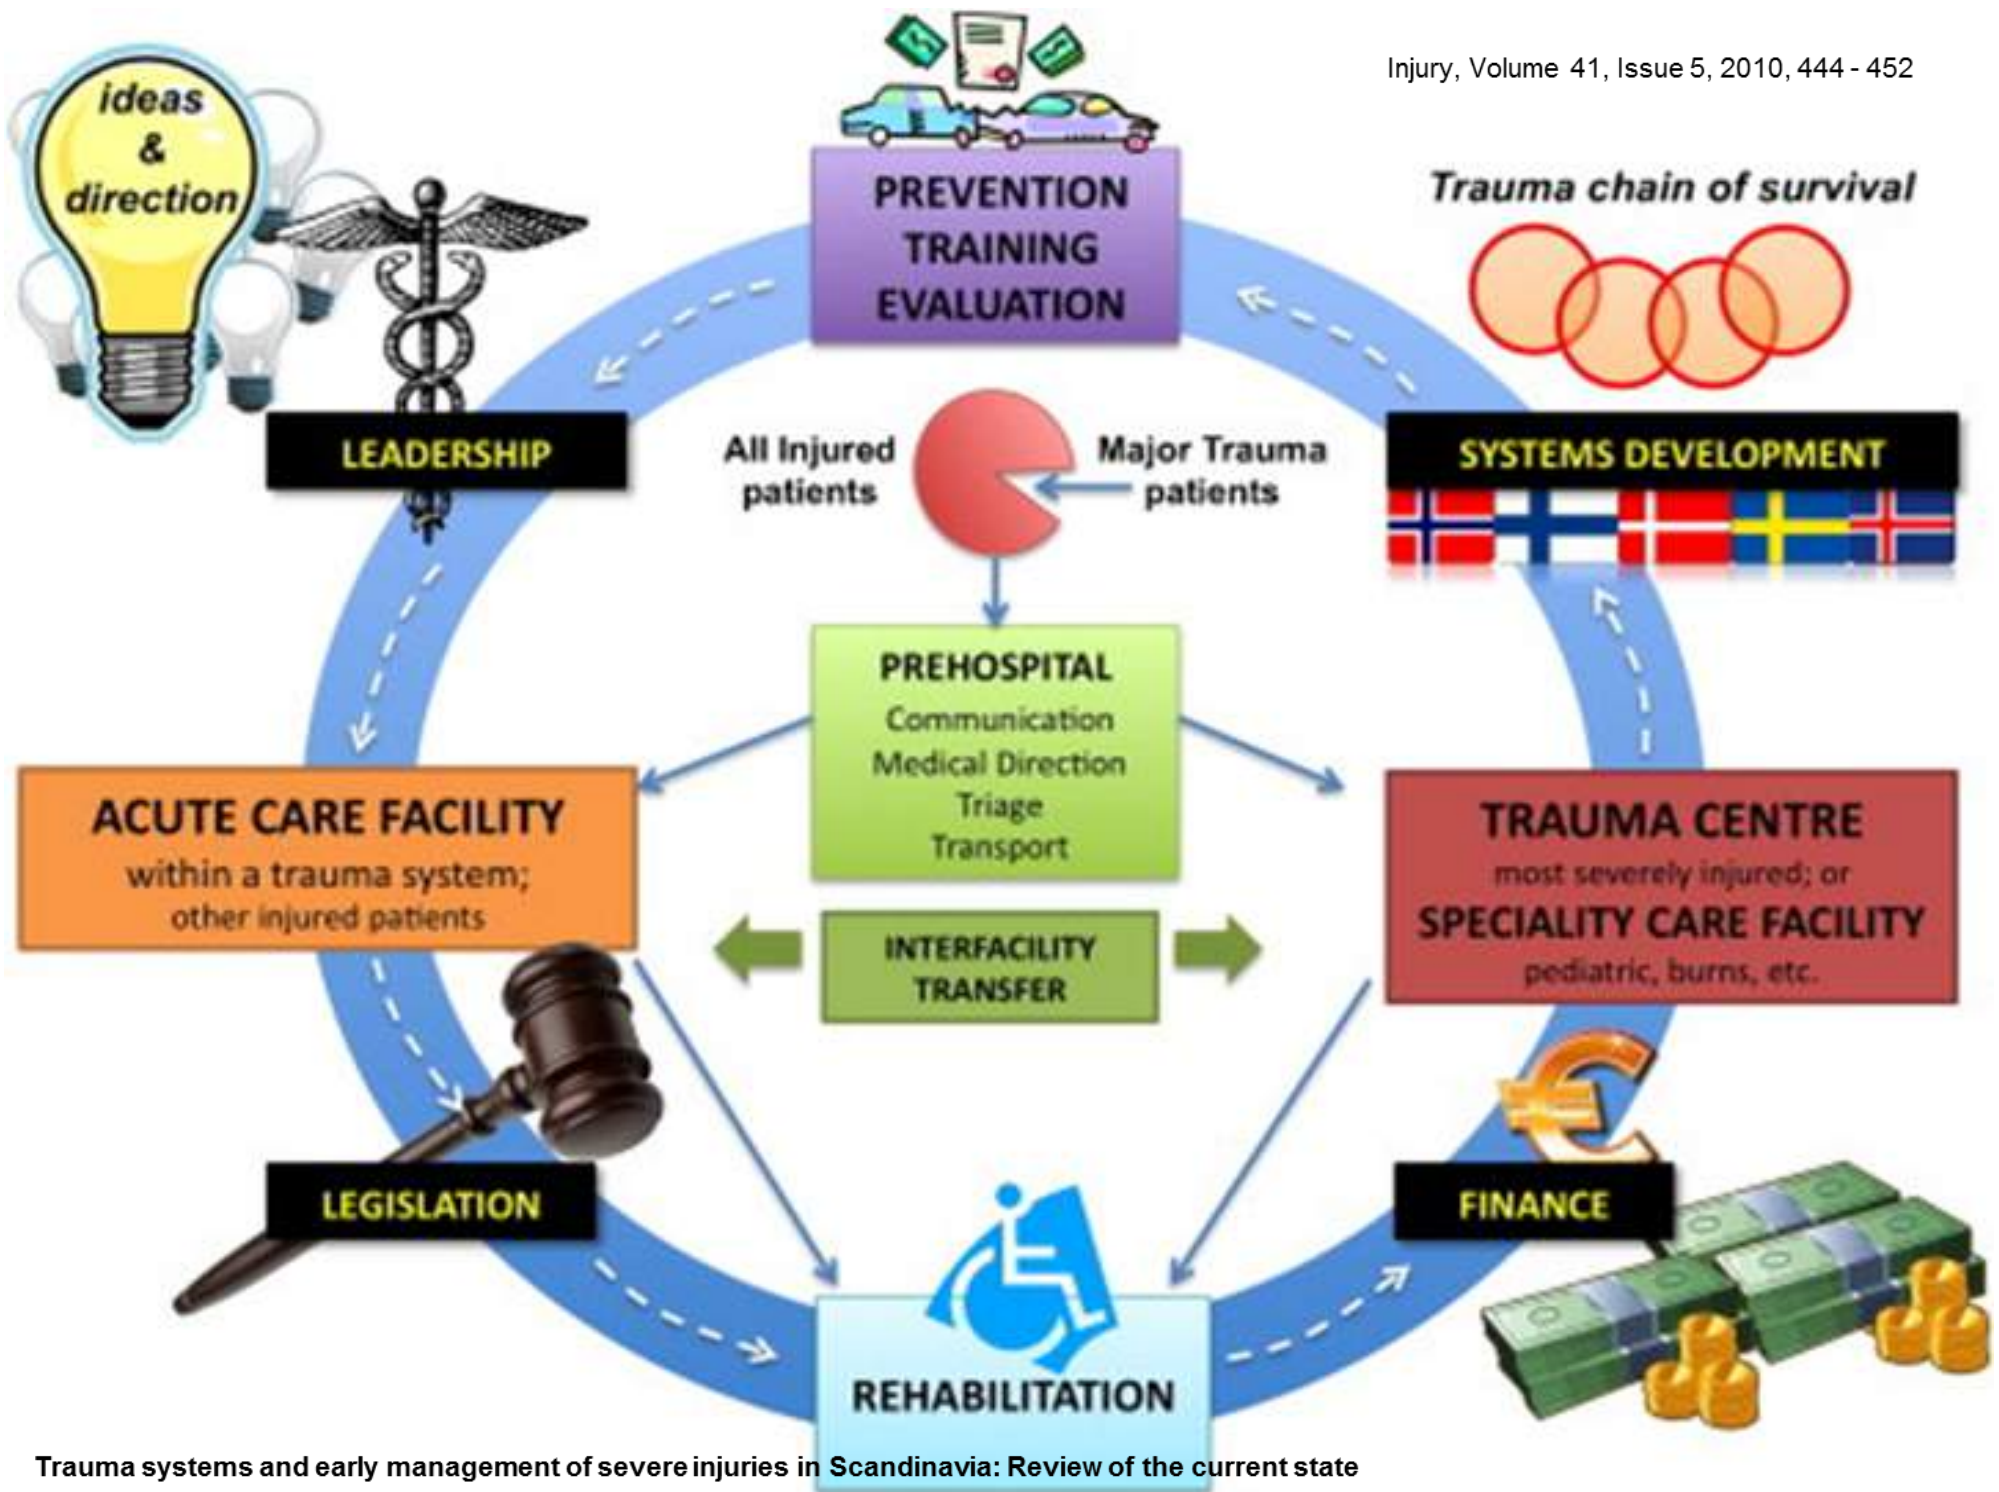 Injury, Volume 41, Issue 5, 2010, 444 - 452
ideas
&
direction
PREVENTION
TRAINING
EVALUATION
Trauma chain of survival
LEADERSHIP
All Injured
patients
Major Trauma
patients
SYSTEMS DEVELOPMENT
PREHOSPITAL
Communication
Medical Direction
Triage
Transport
ACUTE CARE FACILITY
within a trauma system;
other injured patients
TRAUMA CENTRE
most severely injured; or
SPECIALITY CARE FACILITY
pediatric, burns, etc.
INTERFACILITY
TRANSFER
LEGISLATION
FINANCE
REHABILITATION
Trauma systems and early management of severe injuries in Scandinavia: Review of the current state